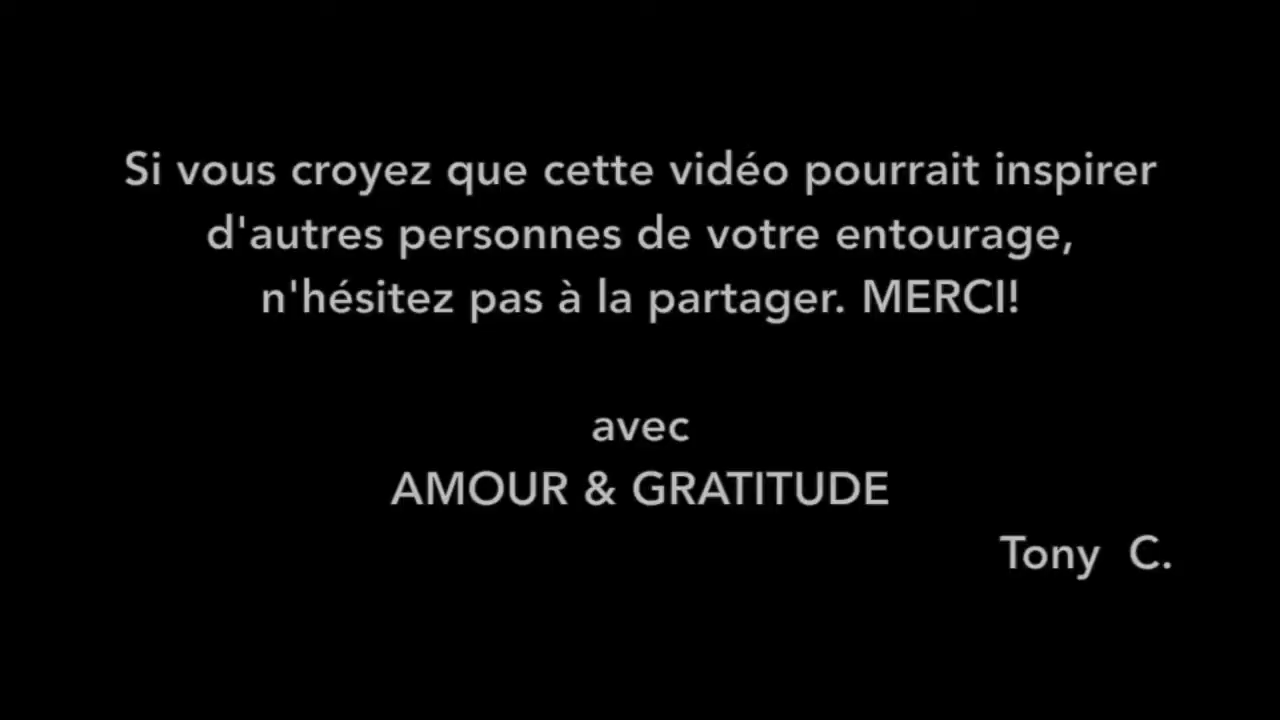 Si vous croyez que cette vidéo pourrait inspirer
d'autres personnes de votre entourage,
n'hésitez pas à la partager. MERCI!
avec
AMOUR & GRATITUDE
Tony C.